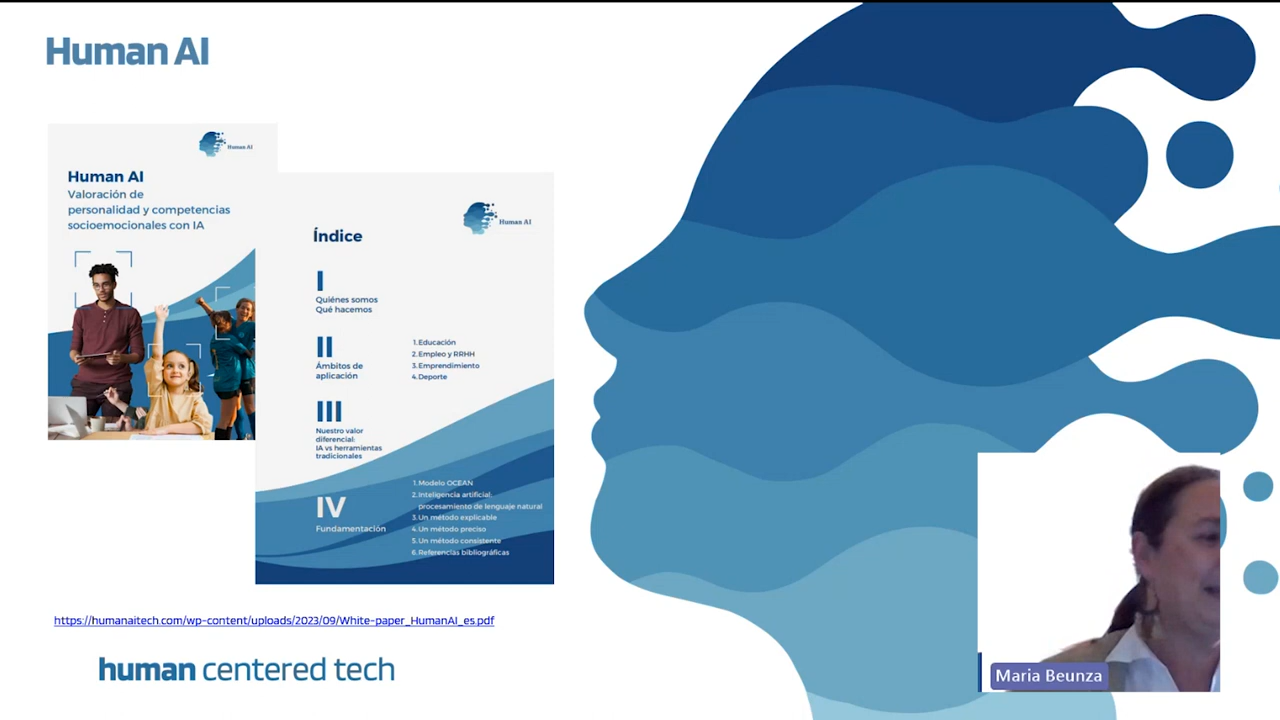 Human AI
Human AI
Human AI
Valoración de
personalidad y competencias
socioemocionales con IA
Human AI
Índice
I
Quiénes somos
Qué hacemos
II
Ámbitos de
aplicación
1.Educación
2.Empleo y RRHH
3.Emprendimiento
4.Deporte
III
Nuestro valor
diferencial:
IA vs herramientas
tradicionales
IV
Fundamentación
1.Modelo OCEAN
2.Inteligencia artificial:
procesamiento de lenguaje natural
3.Un método explicable
4.Un método preciso
5.Un método consistente
6.Referencias bibliográficas
https://humanaitech.com/wp-content/uploads/2023/09/White-paper_HumanAI_es.pdf
human centered tech
Maria Beunza